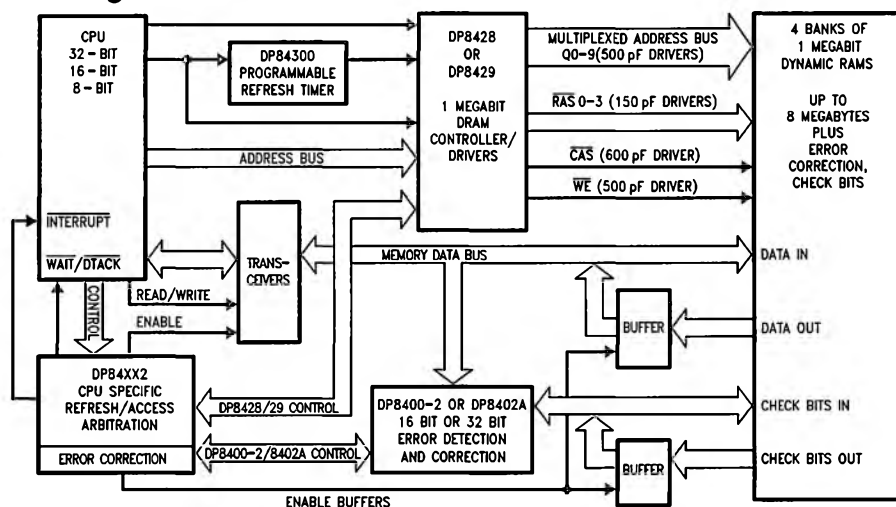 CPU
32-BIT
16-BIT
8-BIT
INTERRUPT
WAIT/DTACK
DP84300
PROGRAMMABLE
REFRESH TIMER
DP8428
OR
DP8429
1 MEGABIT
DRAM
CONTROLLER/
DRIVERS
MULTIPLEXED ADDRESS BUS
Q0-9(500 pF DRIVERS)
RAS 0-3 (150 pF DRIVERS)
CAS (600 pF DRIVER)
WE (500 pF DRIVER)
4 BANKS OF
1 MEGABIT
DYNAMIC RAMS
UP TO
8 MEGABYTES
PLUS
ERROR
CORRECTION,
CHECK BITS
ADDRESS BUS
TRANS-
CEIVERS
MEMORY DATA BUS
DATA IN
CONTROL
READ/WRITE
ENABLE
BUFFER
DATA OUT
DP84XX2
CPU SPECIFIC
REFRESH/ACCESS
ARBITRATION
ERROR CORRECTION
DP8428/29 CONTROL
DP8400-2/8402A CONTROL
DP8400-2 OR DP8402A
16 BIT OR 32 BIT
ERROR DETECTION
AND CORRECTION
CHECK BITS IN
BUFFER
CHECK BITS OUT
ENABLE BUFFERS